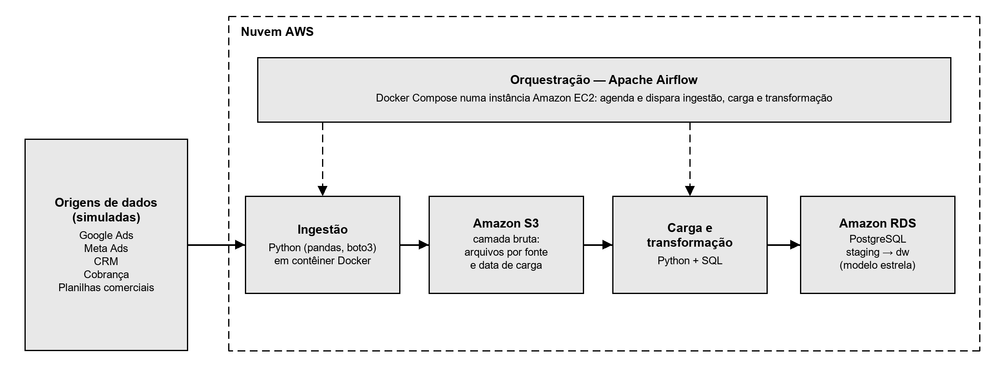 Nuvem AWS
Orquestração — Apache Airflow
Docker Compose numa instância Amazon EC2: agenda e dispara ingestão, carga e transformação
Origens de dados
(simuladas)
Google Ads
Meta Ads
CRM
Cobrança
Planilhas comerciais
Ingestão
Python (pandas, boto3)
em contêiner Docker
Amazon S3
camada bruta:
arquivos por fonte
e data de carga
Carga e
transformação
Python + SQL
Amazon RDS
PostgreSQL
staging → dw
(modelo estrela)